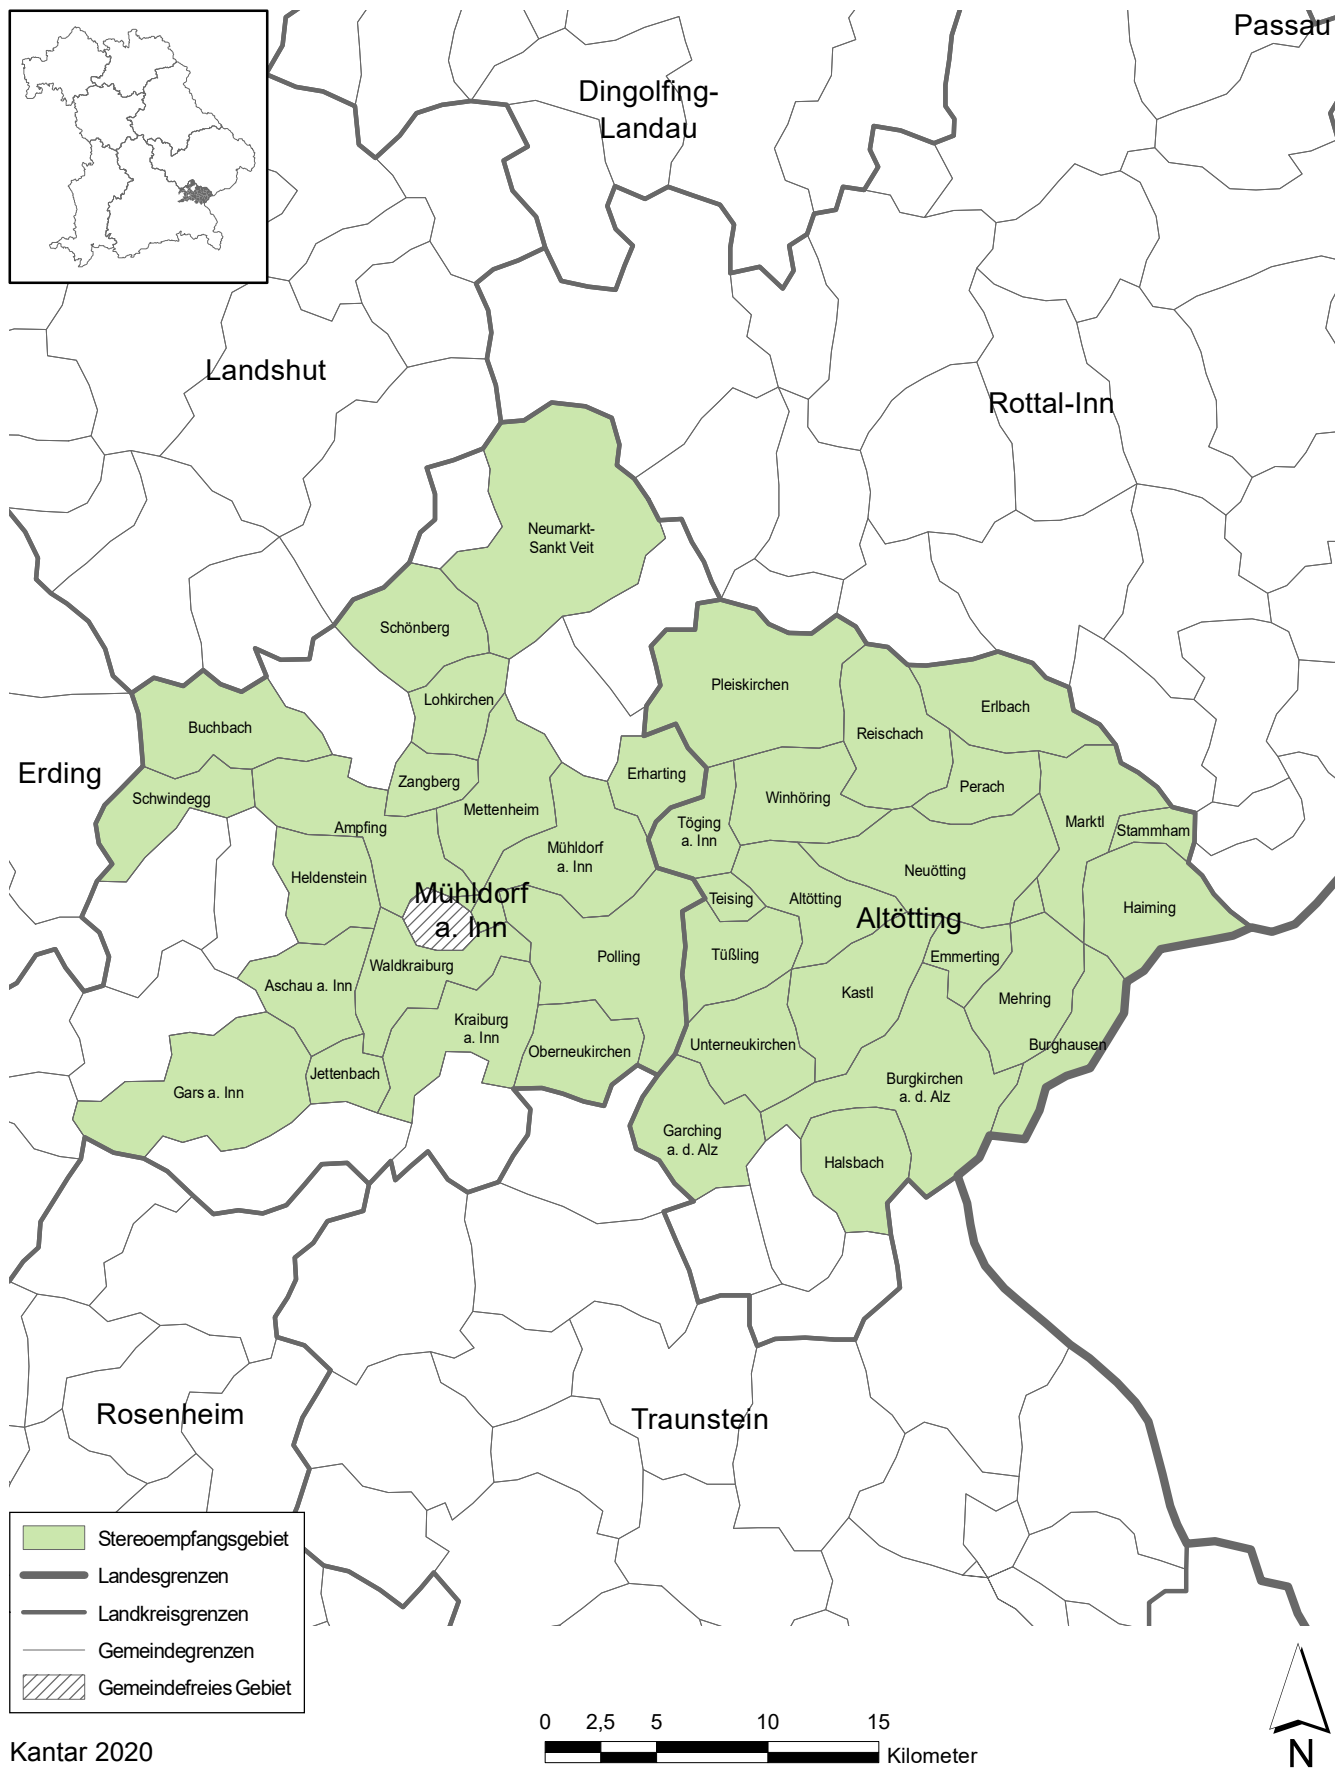 Passau
Dingolfing-
Landau
Landshut
Rottal-Inn
Neumarkt-
Sankt Veit
Schönberg
Pleiskirchen
Lohkirchen
Erlbach
Buchbach
Reischach
Erding
Erharting
Zangberg
Perach
Schwindegg
Winhöring
Mettenheim
Marktl
Töging
a. Inn
Ampfing
Stammham
Mühldorf
a. Inn
Neuötting
Heldenstein
Mühldorf
a. Inn
Teising
Altötting
Altötting
Haiming
Tüßling
Polling
Emmerting
Waldkraiburg
Aschau a. Inn
Kastl
Mehring
Kraiburg
a. Inn
Oberneukirchen
Unterneukirchen
Burghausen
Jettenbach
Gars a. Inn
Burgkirchen
a. d. Alz
Garching
a. d. Alz
Halsbach
Rosenheim
Traunstein
Stereoempfangsgebiet
Landesgrenzen
Landkreisgrenzen
Gemeindegrenzen
Gemeindefreies Gebiet
Kantar 2020
0 2,5 5 10 15
Kilometer
N